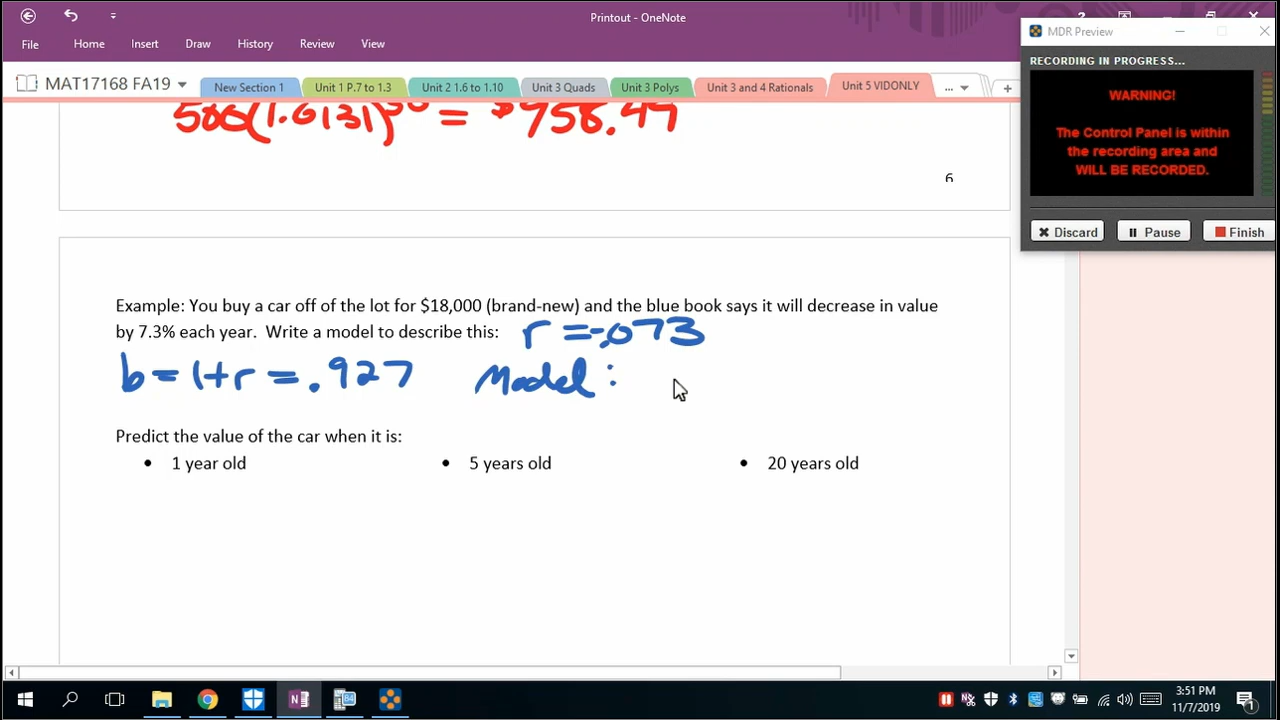 Printout - OneNote
?
File Home Insert Draw History Review View
MDR Preview
RECORDING IN PROGRESS...
WARNING!
The Control Panel is within
the recording area and
WILL BE RECORDED.
Discard Pause Finish
MAT17168 FA19 New Section 1 Unit 1 P.7 to 1.3 Unit 2 1.6 to 1.10 Unit 3 Quads Unit 3 Polys Unit 3 and 4 Rationals Unit 5 VIDONLY ... +
= $958.
6
Example: You buy a car off of the lot for $18,000 (brand-new) and the blue book says it will decrease in value
by 7.3% each year. Write a model to describe this: r = -.073
b = 1+r = .927 Model:
Predict the value of the car when it is:
• 1 year old • 5 years old • 20 years old
3:51 PM
11/7/2019
1